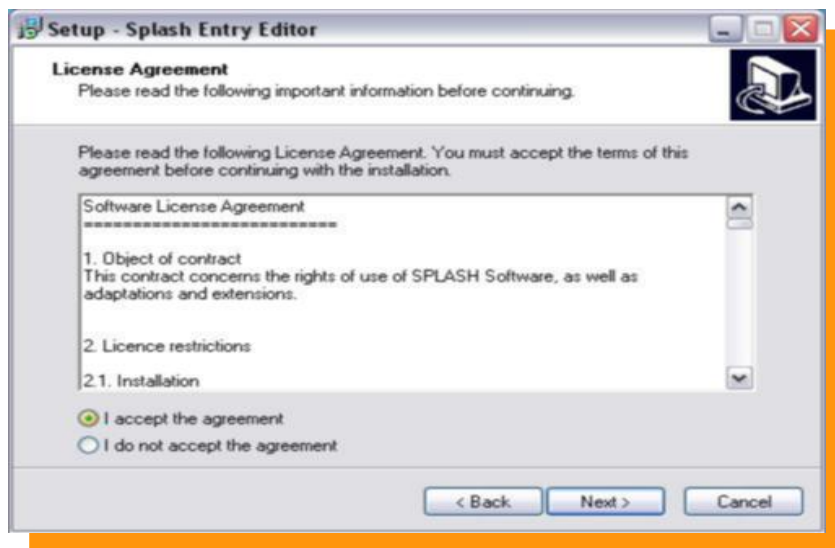 Setup - Splash Entry Editor
License Agreement
Please read the following important information before continuing.
Please read the following License Agreement. You must accept the terms of this
agreement before continuing with the installation.
Software License Agreement
===========================
1. Object of contract
This contract concerns the rights of use of SPLASH Software, as well as
adaptations and extensions.
2. Licence restrictions
2.1. Installation
I accept the agreement
I do not accept the agreement
< Back
Next >
Cancel